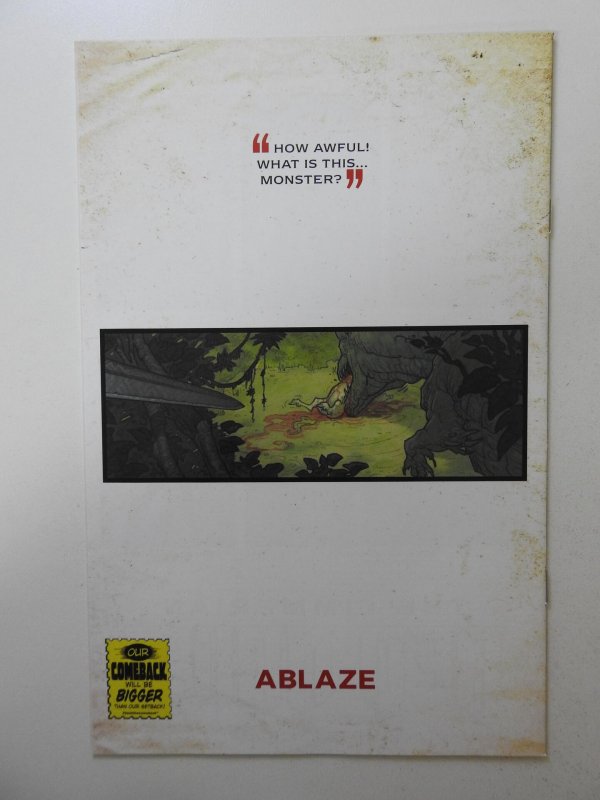 “HOW AWFUL!
WHAT IS THIS...
MONSTER?”
OUR
COMEBACK
WILL BE
BIGGER
THAN OUR SETBACK!
ABLAZE